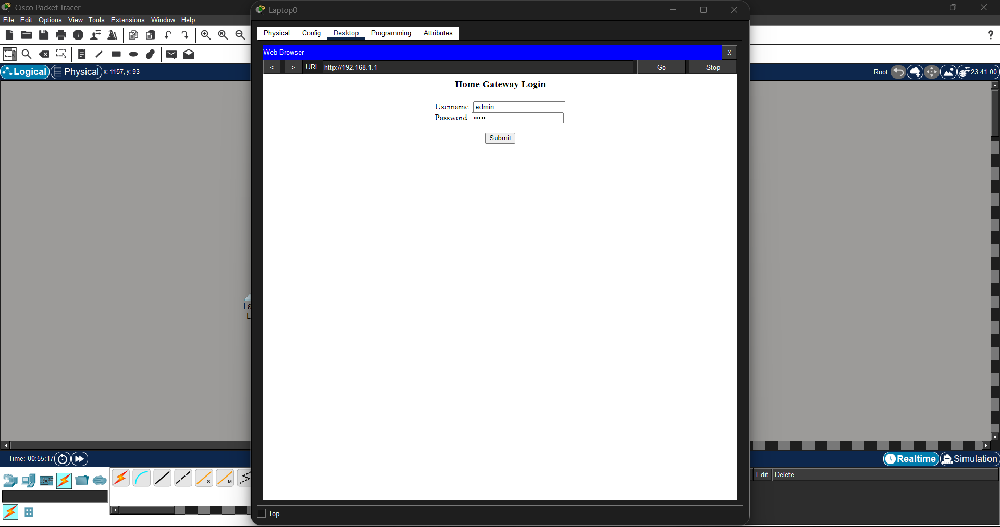 Cisco Packet Tracer
File Edit Options View Tools Extensions Window Help
?
Logical Physical x: 1157, y: 93
Root 23:41:00
La
L
Time: 00:55:17
Realtime Simulation
S M
Edit Delete
Laptop0
Physical Config Desktop Programming Attributes
Web Browser X
< > URL http://192.168.1.1 Go Stop
Home Gateway Login
Username: admin
Password: •••••
Submit
Top